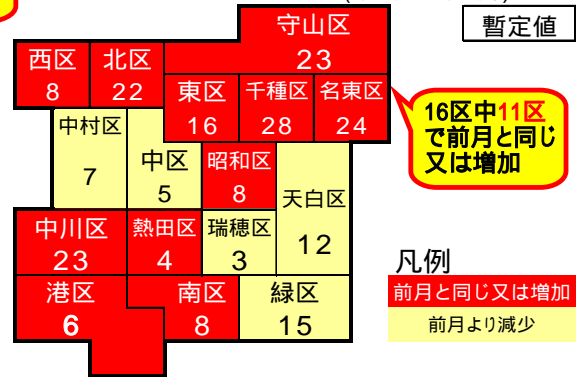 暫定値
守山区
23
西区
8
北区
22
東区
16
千種区
28
名東区
24
16区中11区
で前月と同じ
又は増加
中村区
7
中区
5
昭和区
8
天白区
12
中川区
23
熱田区
4
瑞穂区
3
港区
6
南区
8
緑区
15
凡例
前月と同じ又は増加
前月より減少